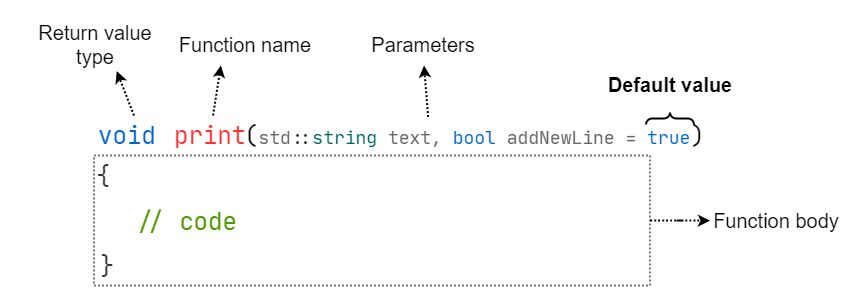 Return value
type
Function name
Parameters
Default value
void print(std::string text, bool addNewLine = true)
{
// code
}
Function body